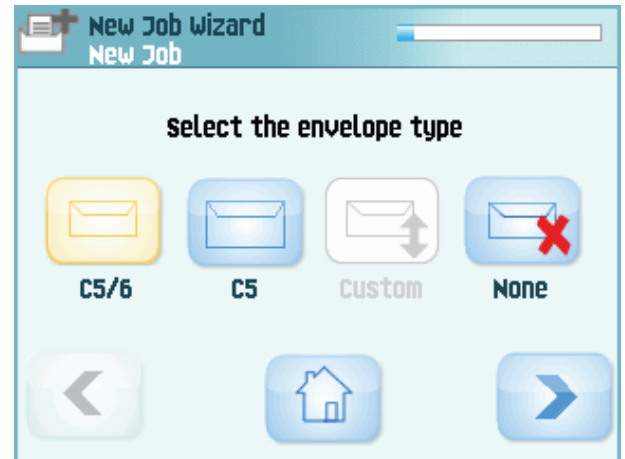 New Job Wizard
New Job
Select the envelope type
C5/6 C5 Custom None